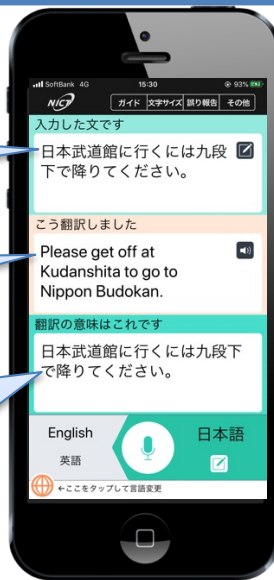 SoftBank 4G 15:30 93%
NICT ガイド 文字サイズ 誤り報告 その他
入力した文です
日本武道館に行くには九段
下で降りてください。
こう翻訳しました
Please get off at
Kudanshita to go to
Nippon Budokan.
翻訳の意味はこれです
日本武道館に行くには九段下
で降りてください。
English 日本語
英語
←ここをタップして言語変更